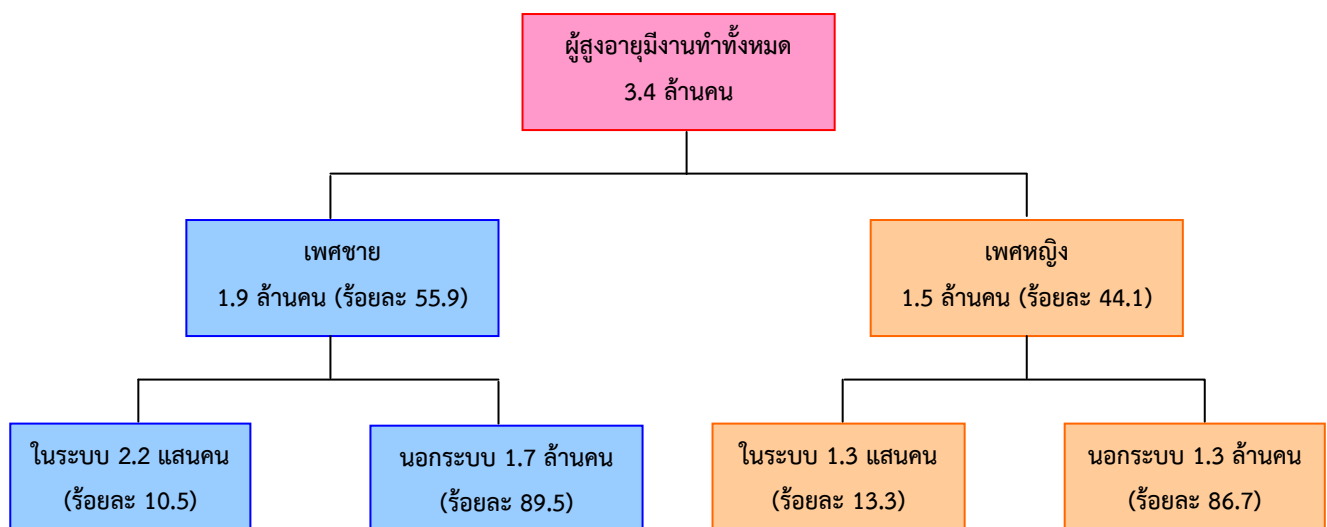 ผู้สูงอายุมีงานทำทั้งหมด
3.4 ล้านคน
เพศชาย
1.9 ล้านคน (ร้อยละ 55.9)
เพศหญิง
1.5 ล้านคน (ร้อยละ 44.1)
ในระบบ 2.2 แสนคน
(ร้อยละ 10.5)
นอกระบบ 1.7 ล้านคน
(ร้อยละ 89.5)
ในระบบ 1.3 แสนคน
(ร้อยละ 13.3)
นอกระบบ 1.3 ล้านคน
(ร้อยละ 86.7)